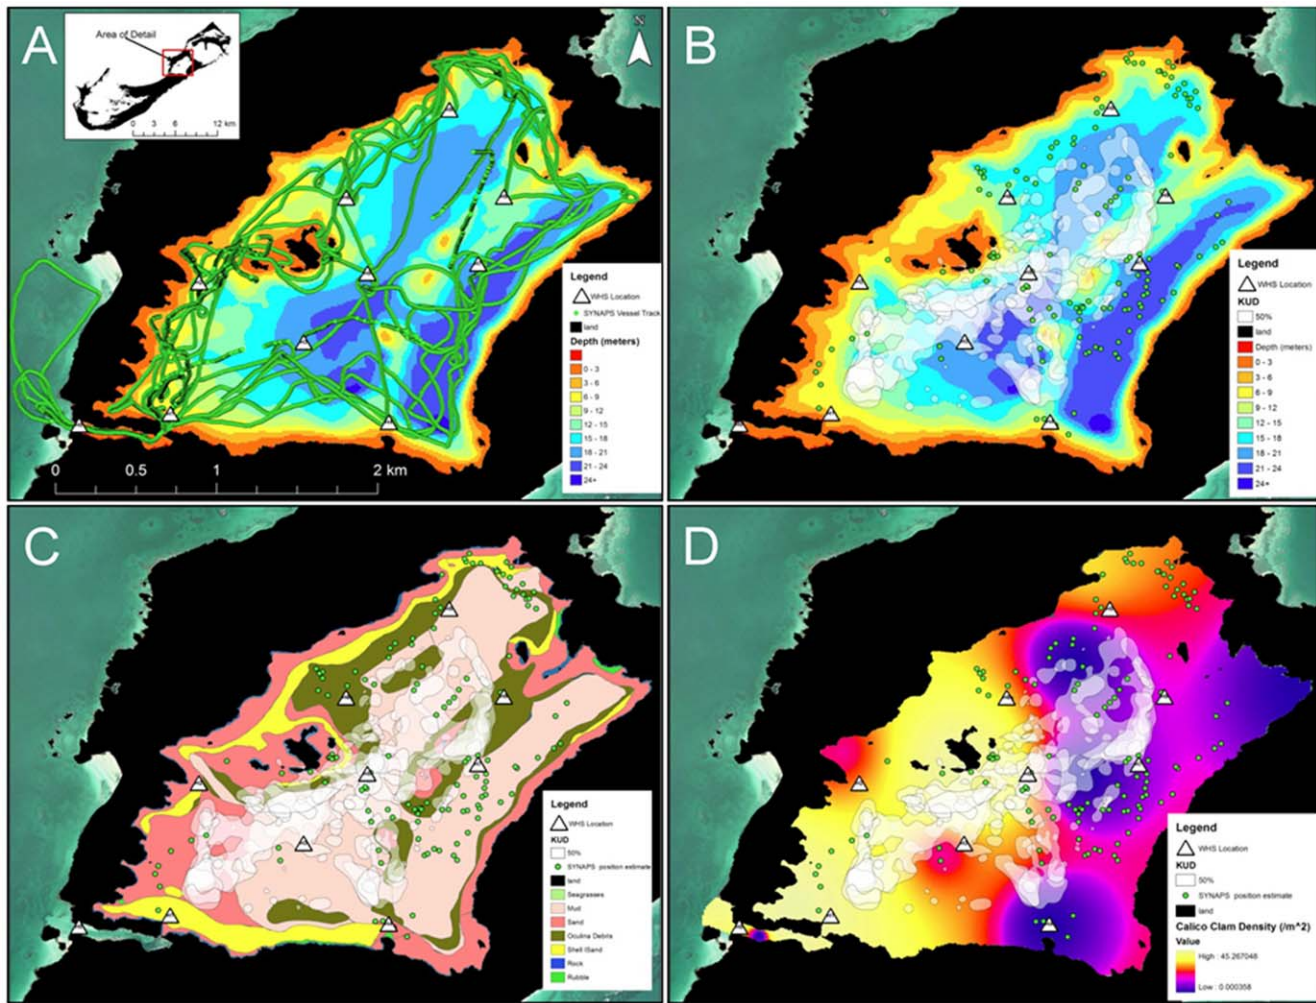 A
Area of Detail
0 3 6 12 km
N
0 0.5 1 2 km
Legend
WHS Location
SYNAPS Vessel Track
land
Depth (meters)
0 - 3
3 - 6
6 - 9
9 - 12
12 - 15
15 - 18
18 - 21
21 - 24
24+
B
Legend
WHS Location
KUD
50%
land
Depth (meters)
0 - 3
3 - 6
6 - 9
9 - 12
12 - 15
15 - 18
18 - 21
21 - 24
24+
C
Legend
WHS Location
KUD
50%
SYNAPS position estimate
land
Seagrasses
Mud
Sand
Oculina Debris
Shell /Sand
Rock
Rubble
D
Legend
WHS Location
KUD
50%
SYNAPS position estimate
land
Calico Clam Density (/m^2)
Value
High : 45.267048
Low : 0.000358